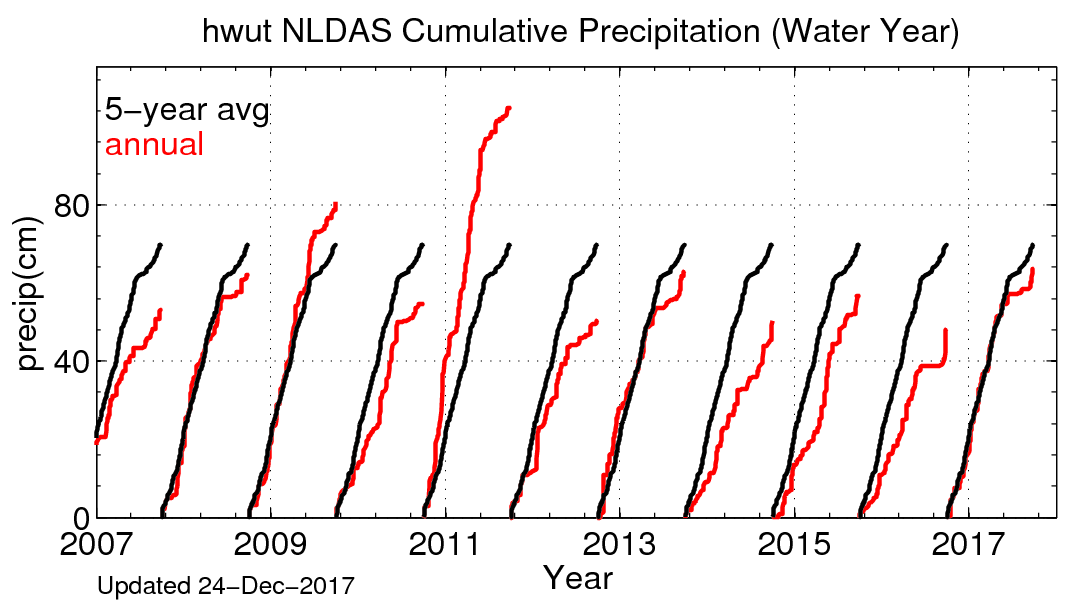 hwut NLDAS Cumulative Precipitation (Water Year)
5−year avg
annual
precip(cm)
80
40
0
2007 2009 2011 2013 2015 2017
Year
Updated 24−Dec−2017